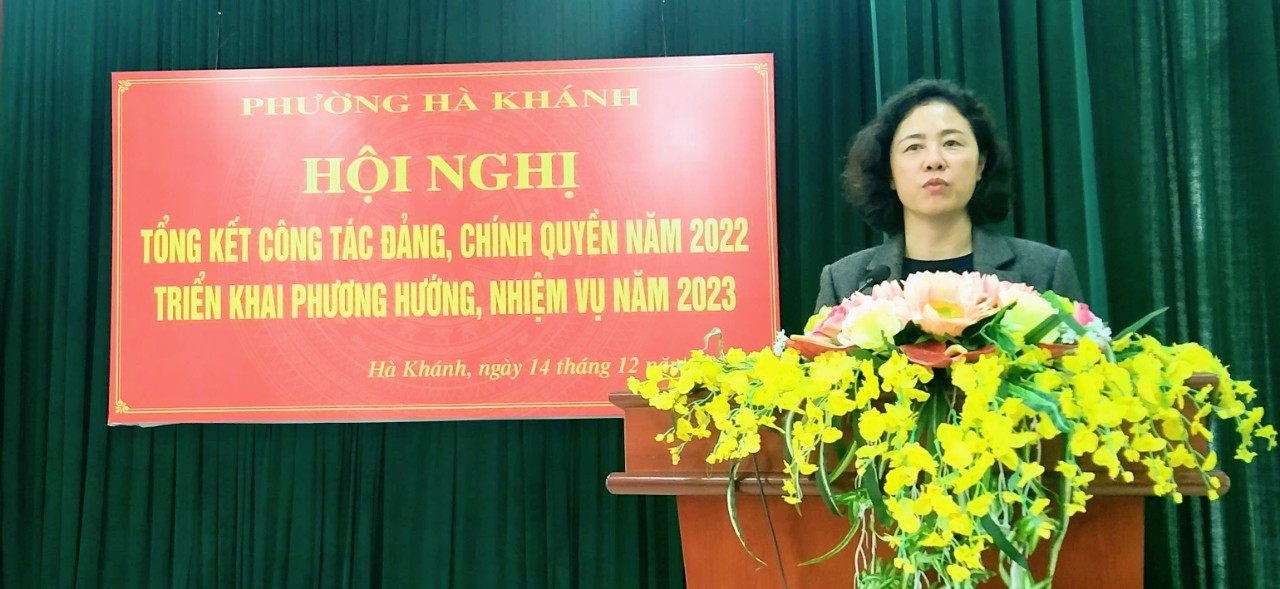 PHƯỜNG HÀ KHÁNH
HỘI NGHỊ
TỔNG KẾT CÔNG TÁC ĐẢNG, CHÍNH QUYỀN NĂM 2022
TRIỂN KHAI PHƯƠNG HƯỚNG, NHIỆM VỤ NĂM 2023
Hà Khánh, ngày 14 tháng 12